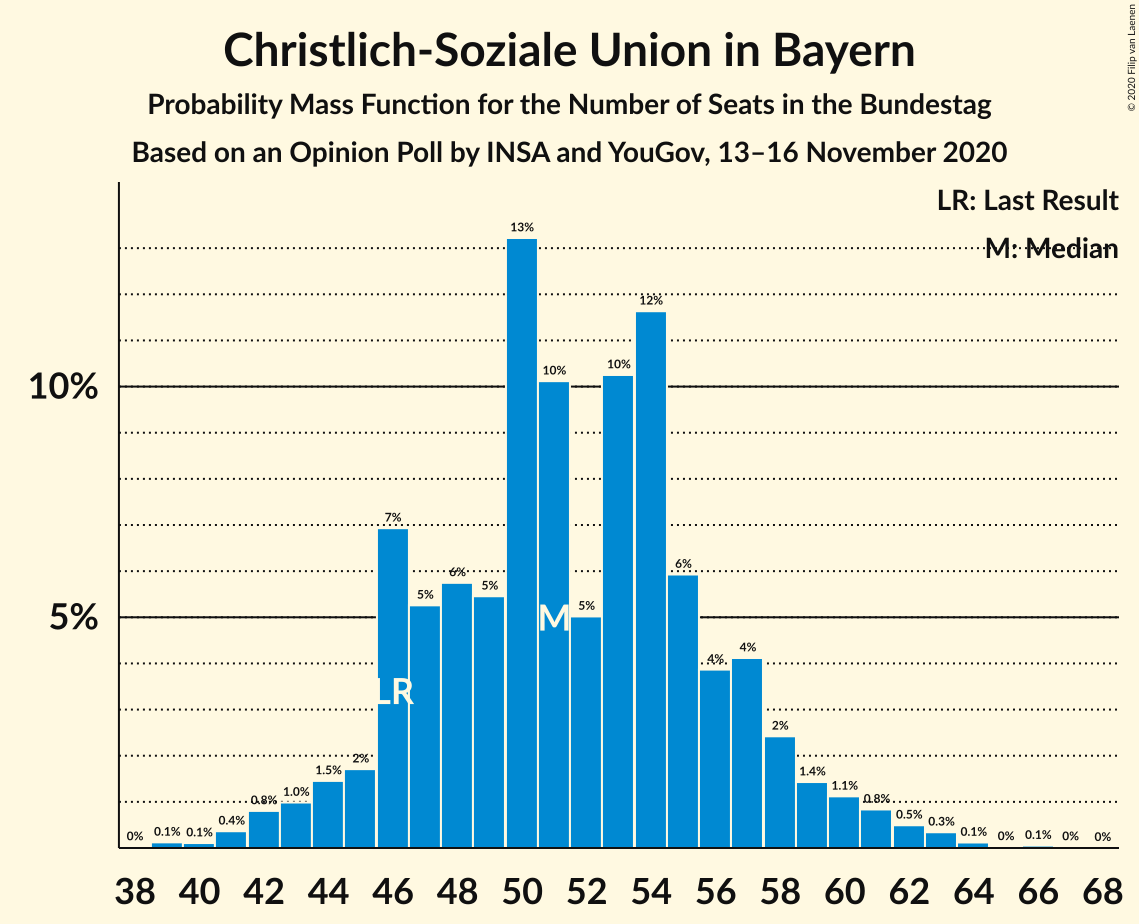 Christlich-Soziale Union in Bayern
Probability Mass Function for the Number of Seats in the Bundestag
Based on an Opinion Poll by INSA and YouGov, 13–16 November 2020
© 2020 Filip van Laenen
LR: Last Result
M: Median
10%
5%
0% 0.1% 0.1% 0.4% 0.8% 1.0% 1.5% 2% 7% 5% 6% 5% 13% 10% 5% 10% 12% 6% 4% 4% 2% 1.4% 1.1% 0.8% 0.5% 0.3% 0.1% 0% 0.1% 0% 0%
LR
M
38 40 42 44 46 48 50 52 54 56 58 60 62 64 66 68